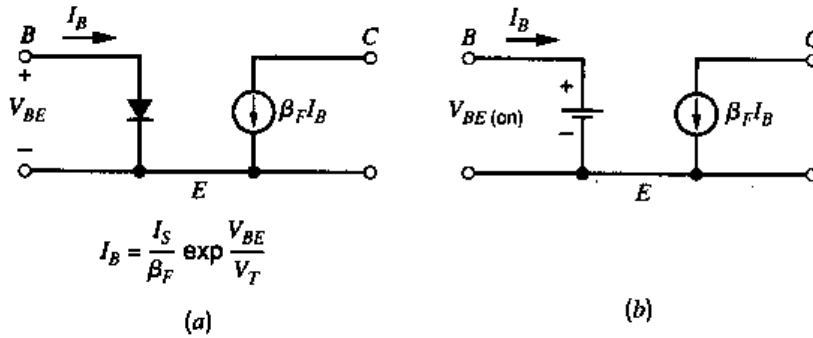 B I_B C
+
V_BE β_F I_B
−
E
I_B = I_S / β_F exp V_BE / V_T
(a)
B I_B C
+
V_BE (on) β_F I_B
−
E
(b)